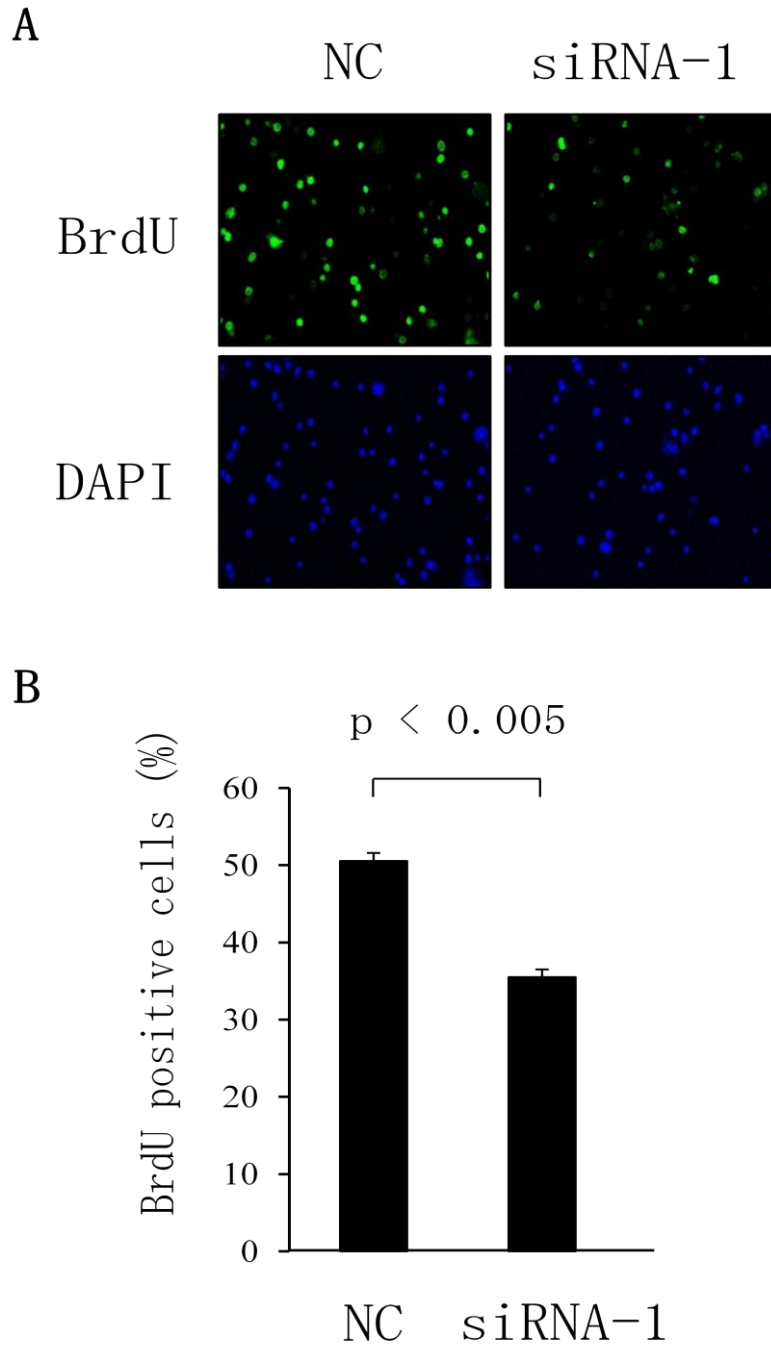 A
NC siRNA-1
BrdU
DAPI
B
p < 0.005
BrdU positive cells (%)
60
50
40
30
20
10
0
NC siRNA-1